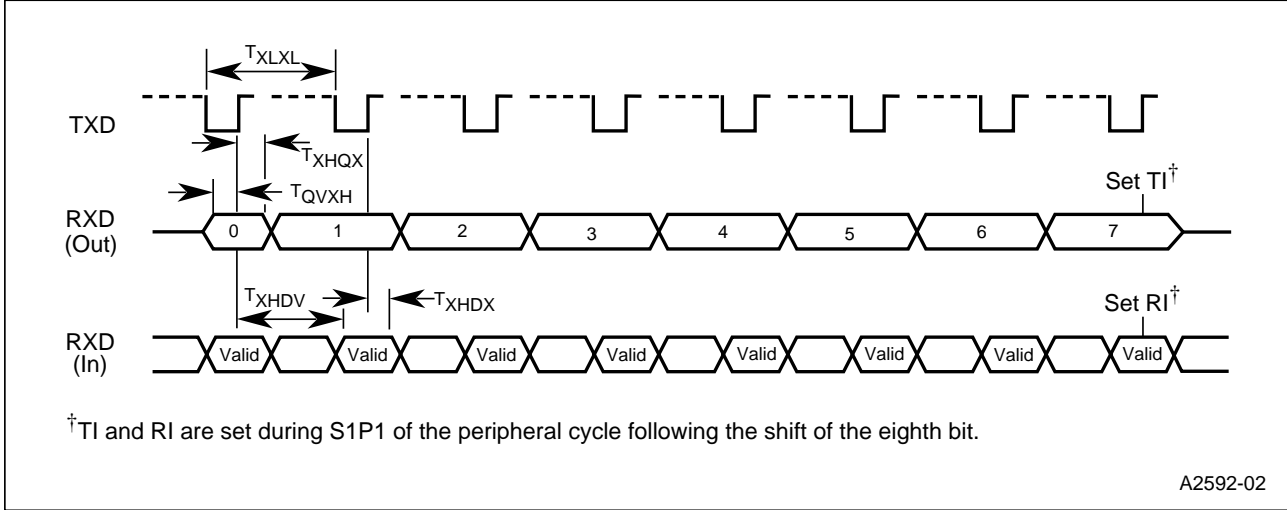 TXLXL
TXD
TXHQX
TQVXH
Set TI†
RXD
(Out)
0 1 2 3 4 5 6 7
TXHDV
TXHDX
Set RI†
RXD
(In)
Valid Valid Valid Valid Valid Valid Valid Valid
†TI and RI are set during S1P1 of the peripheral cycle following the shift of the eighth bit.
A2592-02